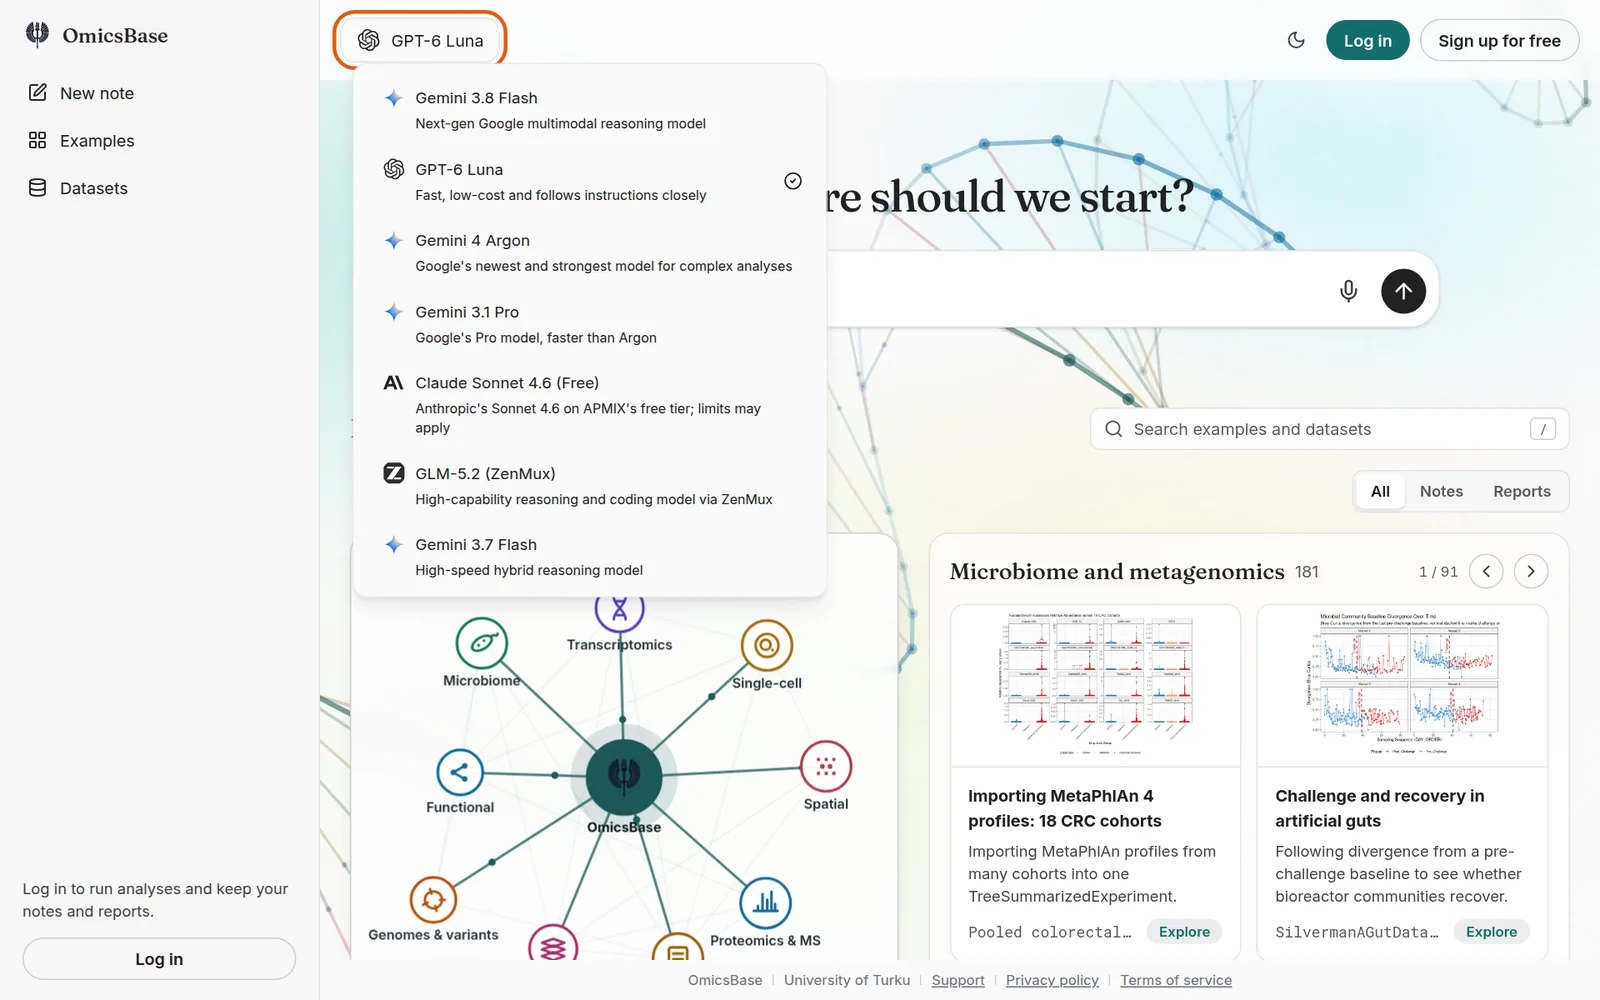 OmicsBase
New note
Examples
Datasets
Log in to run analyses and keep your
notes and reports.
Log in
GPT-6 Luna
Log in
Sign up for free
Gemini 3.8 Flash
Next-gen Google multimodal reasoning model
GPT-6 Luna
Fast, low-cost and follows instructions closely
Gemini 4 Argon
Google's newest and strongest model for complex analyses
Gemini 3.1 Pro
Google's Pro model, faster than Argon
Claude Sonnet 4.6 (Free)
Anthropic's Sonnet 4.6 on APMIX's free tier; limits may
apply
GLM-5.2 (ZenMux)
High-capability reasoning and coding model via ZenMux
Gemini 3.7 Flash
High-speed hybrid reasoning model
should we start?
Search examples and datasets
/
All
Notes
Reports
Transcriptomics
Microbiome
Single-cell
Functional
Spatial
OmicsBase
Genomes & variants
Proteomics & MS
Microbiome and metagenomics 181
1 / 91
Importing MetaPhlAn 4
profiles: 18 CRC cohorts
Importing MetaPhlAn profiles from
many cohorts into one
TreeSummarizedExperiment.
Pooled colorectal…
Explore
Microbial Community Baseline Divergence Over Time
Challenge and recovery in
artificial guts
Following divergence from a pre-
challenge baseline to see whether
bioreactor communities recover.
SilvermanAGutData…
Explore
OmicsBase
University of Turku
Support
Privacy policy
Terms of service